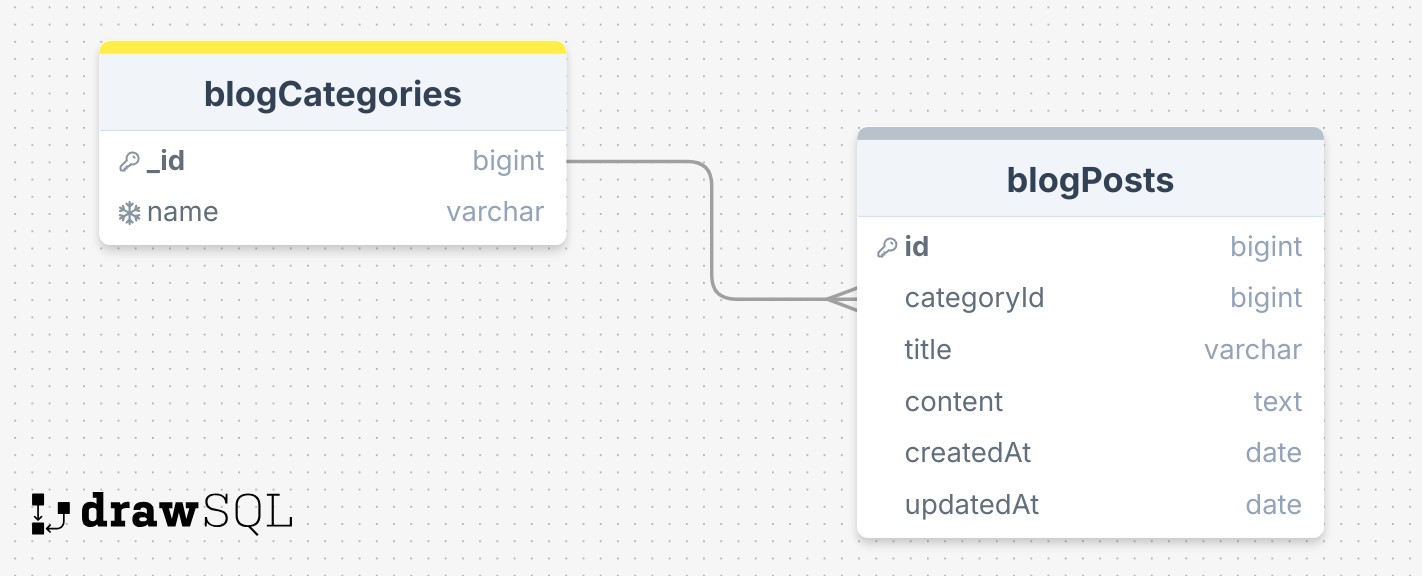 blogCategories
_id bigint
name varchar
blogPosts
id bigint
categoryId bigint
title varchar
content text
createdAt date
updatedAt date
drawSQL